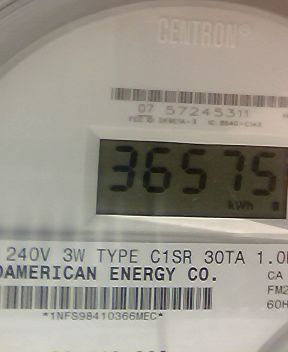 CENTRON®
07 57245311
36575
kWh
240V 3W TYPE C1SR 30TA 1.0
DAMERICAN ENERGY CO.
CA
FM2
60H
*1NFS98410366MEC*